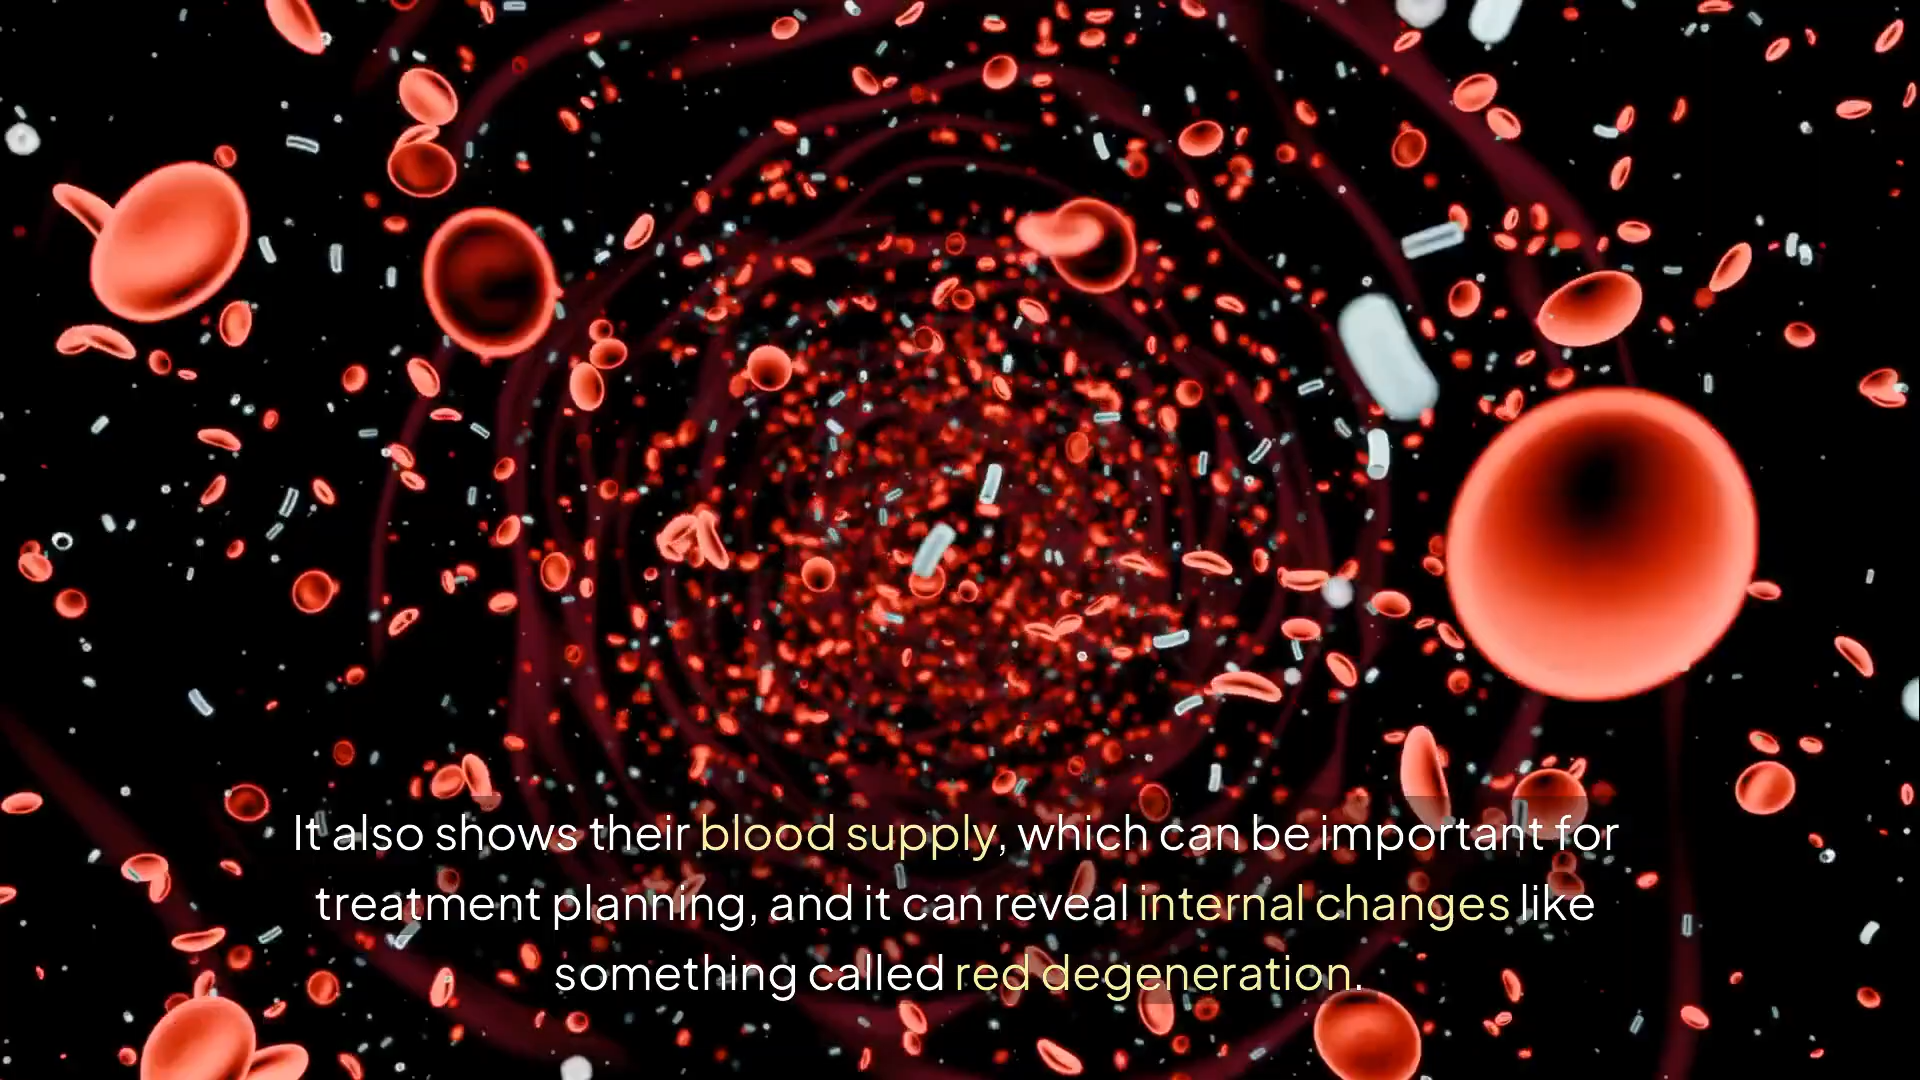 It also shows their blood supply, which can be important for
treatment planning, and it can reveal internal changes like
something called red degeneration.